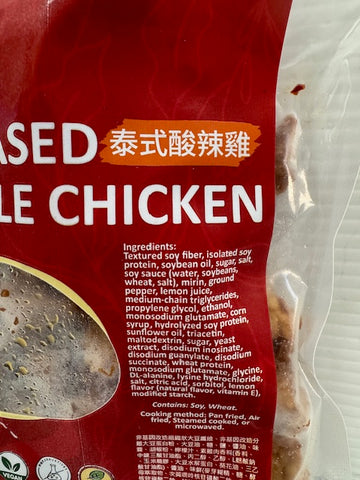 ASED 泰式酸辣雞
LE CHICKEN
Ingredients:
Textured soy fiber, isolated soy
protein, soybean oil, sugar, salt,
soy sauce (water, soybeans,
wheat, salt), mirin, ground
pepper, lemon juice,
medium-chain triglycerides,
propylene glycol, ethanol,
monosodium glutamate, corn
syrup, hydrolyzed soy protein,
sunflower oil, triacetin,
maltodextrin, sugar, yeast
extract, disodium inosinate,
disodium guanylate, disodium
succinate, wheat protein,
monosodium glutamate, glycine,
DL-alanine, lysine hydrochloride,
salt, citric acid, sorbitol, lemon
flavor (natural flavor, vitamin E),
modified starch.
Contains: Soy, Wheat.
Cooking method: Pan fried, Air
fried, Steamed cooked, or
microwaved.
VEGAN